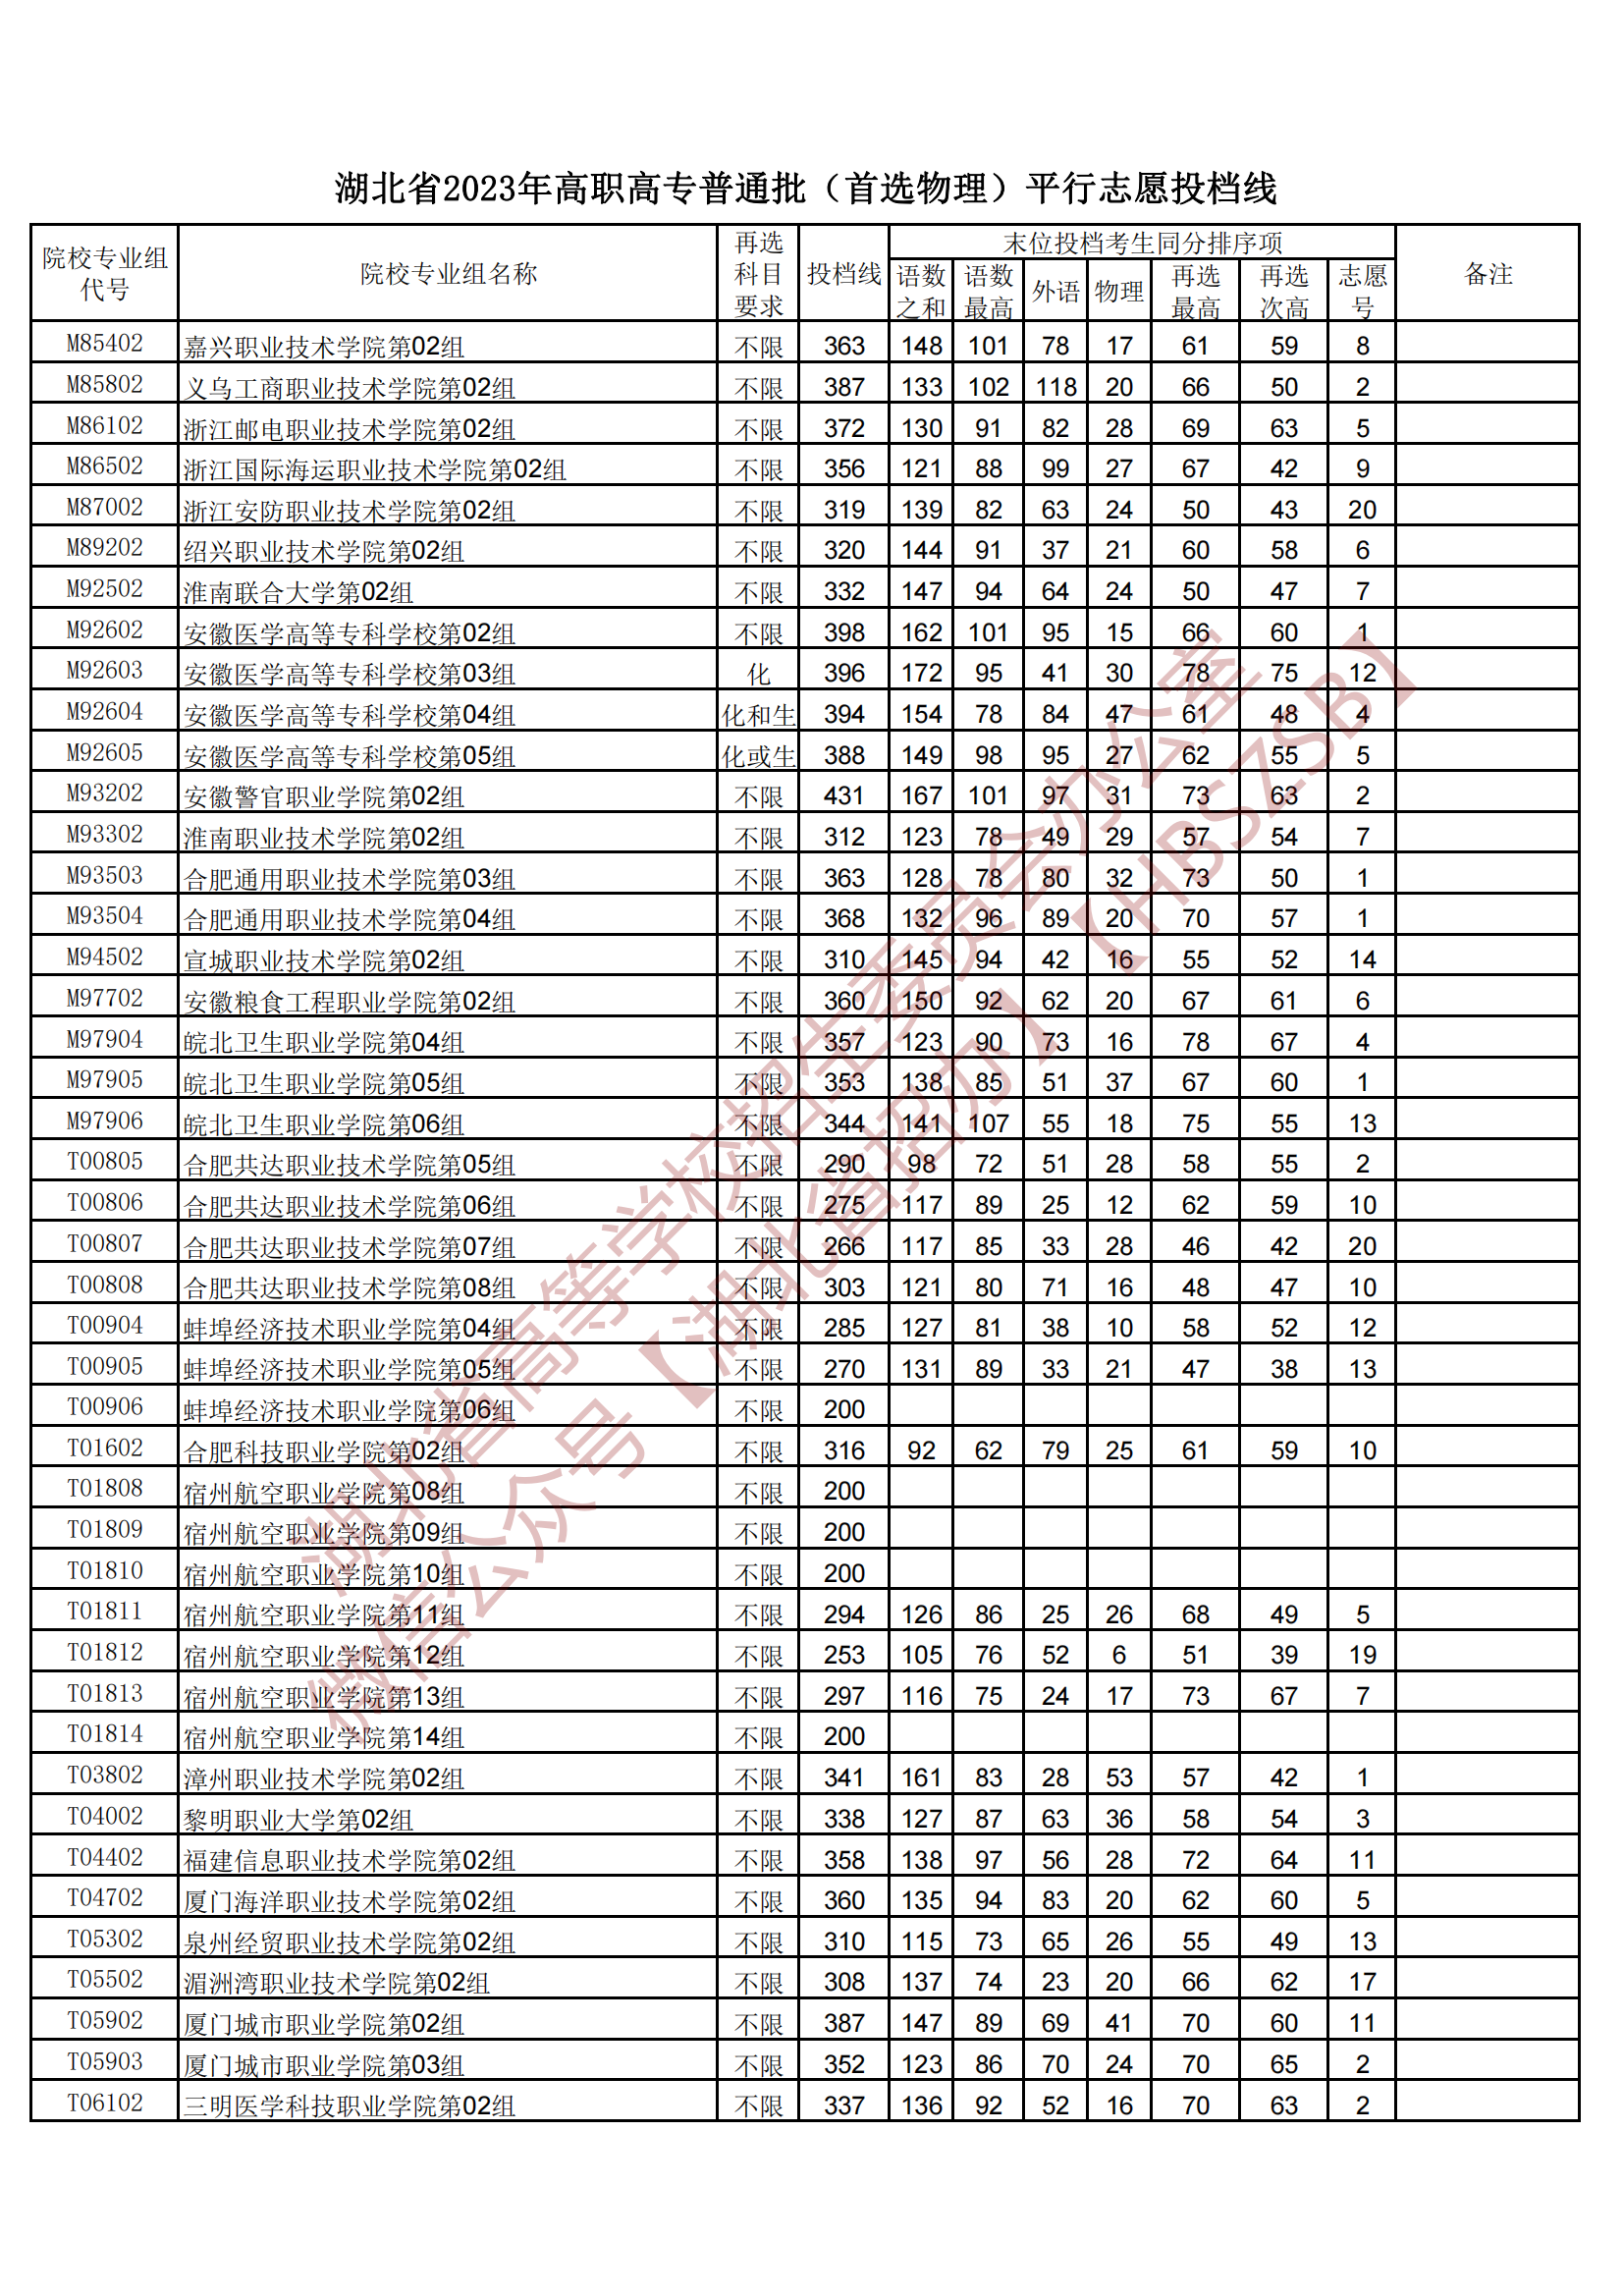 湖北省2023年高职高专普通批（首选物理）平行志愿投档线
院校专业组代号 院校专业组名称 再选科目要求 投档线 末位投档考生同分排序项 备注
语数之和 语数最高 外语 物理 再选最高 再选次高 志愿号
M85402 嘉兴职业技术学院第02组 不限 363 148 101 78 17 61 59 8
M85802 义乌工商职业技术学院第02组 不限 387 133 102 118 20 66 50 2
M86102 浙江邮电职业技术学院第02组 不限 372 130 91 82 28 69 63 5
M86502 浙江国际海运职业技术学院第02组 不限 356 121 88 99 27 67 42 9
M87002 浙江安防职业技术学院第02组 不限 319 139 82 63 24 50 43 20
M89202 绍兴职业技术学院第02组 不限 320 144 91 37 21 60 58 6
M92502 淮南联合大学第02组 不限 332 147 94 64 24 50 47 7
M92602 安徽医学高等专科学校第02组 不限 398 162 101 95 15 66 60 1
M92603 安徽医学高等专科学校第03组 化 396 172 95 41 30 78 75 12
M92604 安徽医学高等专科学校第04组 化和生 394 154 78 84 47 61 48 4
M92605 安徽医学高等专科学校第05组 化或生 388 149 98 95 27 62 55 5
M93202 安徽警官职业学院第02组 不限 431 167 101 97 31 73 63 2
M93302 淮南职业技术学院第02组 不限 312 123 78 49 29 57 54 7
M93503 合肥通用职业技术学院第03组 不限 363 128 78 80 32 73 50 1
M93504 合肥通用职业技术学院第04组 不限 368 132 96 89 20 70 57 1
M94502 宣城职业技术学院第02组 不限 310 145 94 42 16 55 52 14
M97702 安徽粮食工程职业学院第02组 不限 360 150 92 62 20 67 61 6
M97904 皖北卫生职业学院第04组 不限 357 123 90 73 16 78 67 4
M97905 皖北卫生职业学院第05组 不限 353 138 85 51 37 67 60 1
M97906 皖北卫生职业学院第06组 不限 344 141 107 55 18 75 55 13
T00805 合肥共达职业技术学院第05组 不限 290 98 72 51 28 58 55 2
T00806 合肥共达职业技术学院第06组 不限 275 117 89 25 12 62 59 10
T00807 合肥共达职业技术学院第07组 不限 266 117 85 33 28 46 42 20
T00808 合肥共达职业技术学院第08组 不限 303 121 80 71 16 48 47 10
T00904 蚌埠经济技术职业学院第04组 不限 285 127 81 38 10 58 52 12
T00905 蚌埠经济技术职业学院第05组 不限 270 131 89 33 21 47 38 13
T00906 蚌埠经济技术职业学院第06组 不限 200
T01602 合肥科技职业学院第02组 不限 316 92 62 79 25 61 59 10
T01808 宿州航空职业学院第08组 不限 200
T01809 宿州航空职业学院第09组 不限 200
T01810 宿州航空职业学院第10组 不限 200
T01811 宿州航空职业学院第11组 不限 294 126 86 25 26 68 49 5
T01812 宿州航空职业学院第12组 不限 253 105 76 52 6 51 39 19
T01813 宿州航空职业学院第13组 不限 297 116 75 24 17 73 67 7
T01814 宿州航空职业学院第14组 不限 200
T03802 漳州职业技术学院第02组 不限 341 161 83 28 53 57 42 1
T04002 黎明职业大学第02组 不限 338 127 87 63 36 58 54 3
T04402 福建信息职业技术学院第02组 不限 358 138 97 56 28 72 64 11
T04702 厦门海洋职业技术学院第02组 不限 360 135 94 83 20 62 60 5
T05302 泉州经贸职业技术学院第02组 不限 310 115 73 65 26 55 49 13
T05502 湄洲湾职业技术学院第02组 不限 308 137 74 23 20 66 62 17
T05902 厦门城市职业学院第02组 不限 387 147 89 69 41 70 60 11
T05903 厦门城市职业学院第03组 不限 352 123 86 70 24 70 65 2
T06102 三明医学科技职业学院第02组 不限 337 136 92 52 16 70 63 2
湖北省高等学校招生委员会办公室
微信公众号【湖北省招办】【HBSZSB】